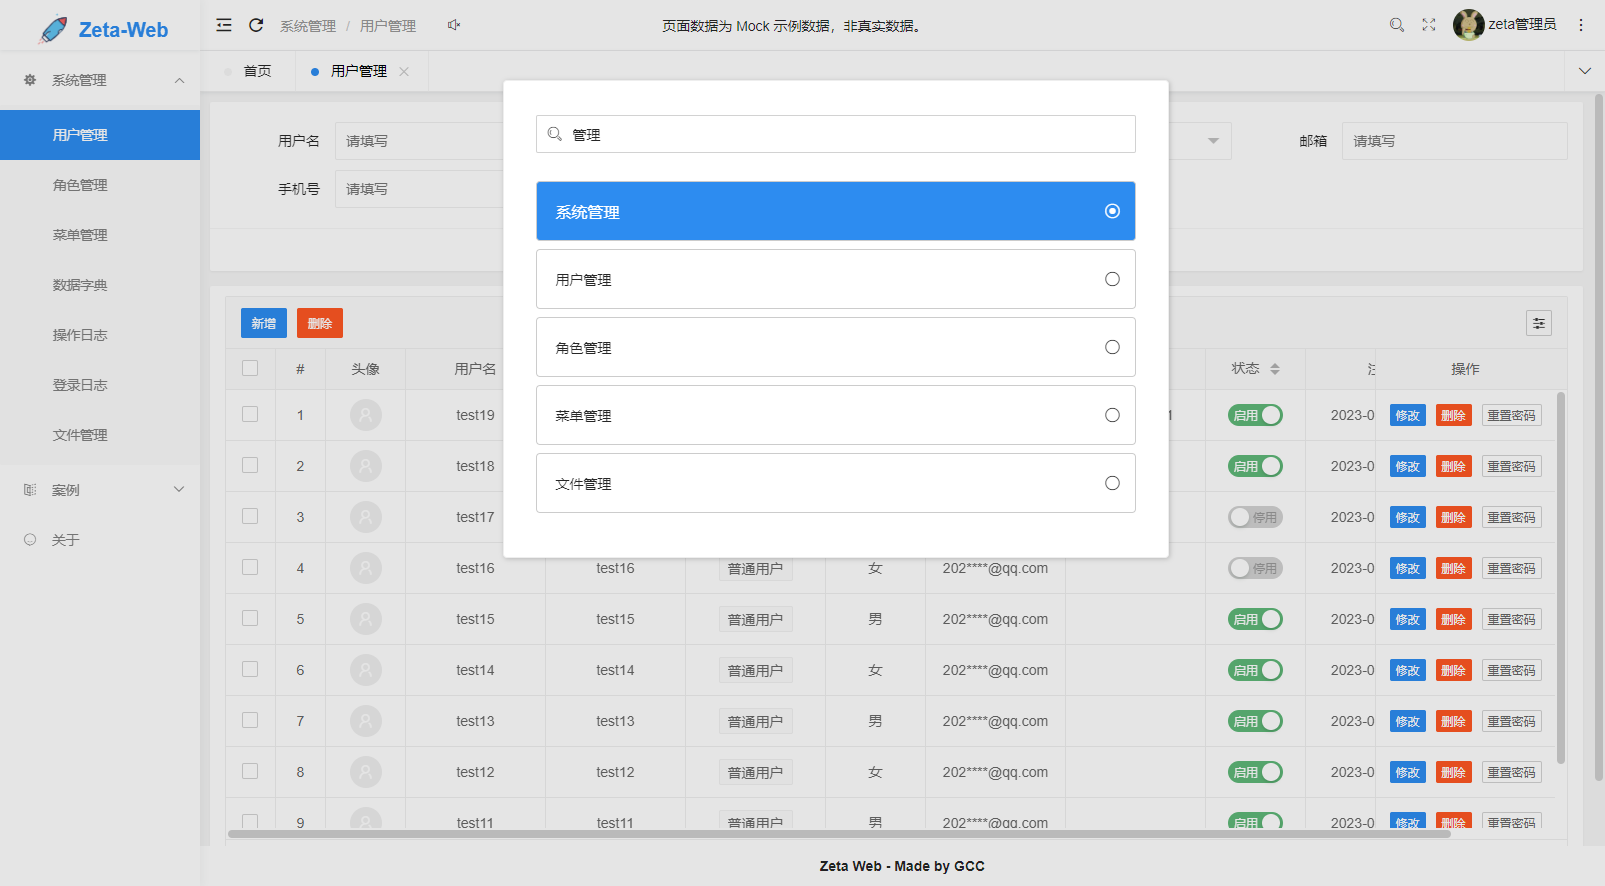 Zeta-Web
系统管理 / 用户管理
页面数据为 Mock 示例数据，非真实数据。
zeta管理员
系统管理
用户管理
角色管理
菜单管理
数据字典
操作日志
登录日志
文件管理
案例
关于
首页
用户管理
用户名 请填写
邮箱 请填写
手机号 请填写
管理
系统管理
用户管理
角色管理
菜单管理
文件管理
新增 删除
# 头像 用户名 状态 操作
1 test19 启用 2023-0 修改 删除 重置密码
2 test18 启用 2023-0 修改 删除 重置密码
3 test17 停用 2023-0 修改 删除 重置密码
4 test16 test16 普通用户 女 202****@qq.com 停用 2023-0 修改 删除 重置密码
5 test15 test15 普通用户 男 202****@qq.com 启用 2023-0 修改 删除 重置密码
6 test14 test14 普通用户 女 202****@qq.com 启用 2023-0 修改 删除 重置密码
7 test13 test13 普通用户 男 202****@qq.com 启用 2023-0 修改 删除 重置密码
8 test12 test12 普通用户 女 202****@qq.com 启用 2023-0 修改 删除 重置密码
9 test11 test11 普通用户 男 202****@qq.com 启用 2023-0 修改 删除 重置密码
Zeta Web - Made by GCC